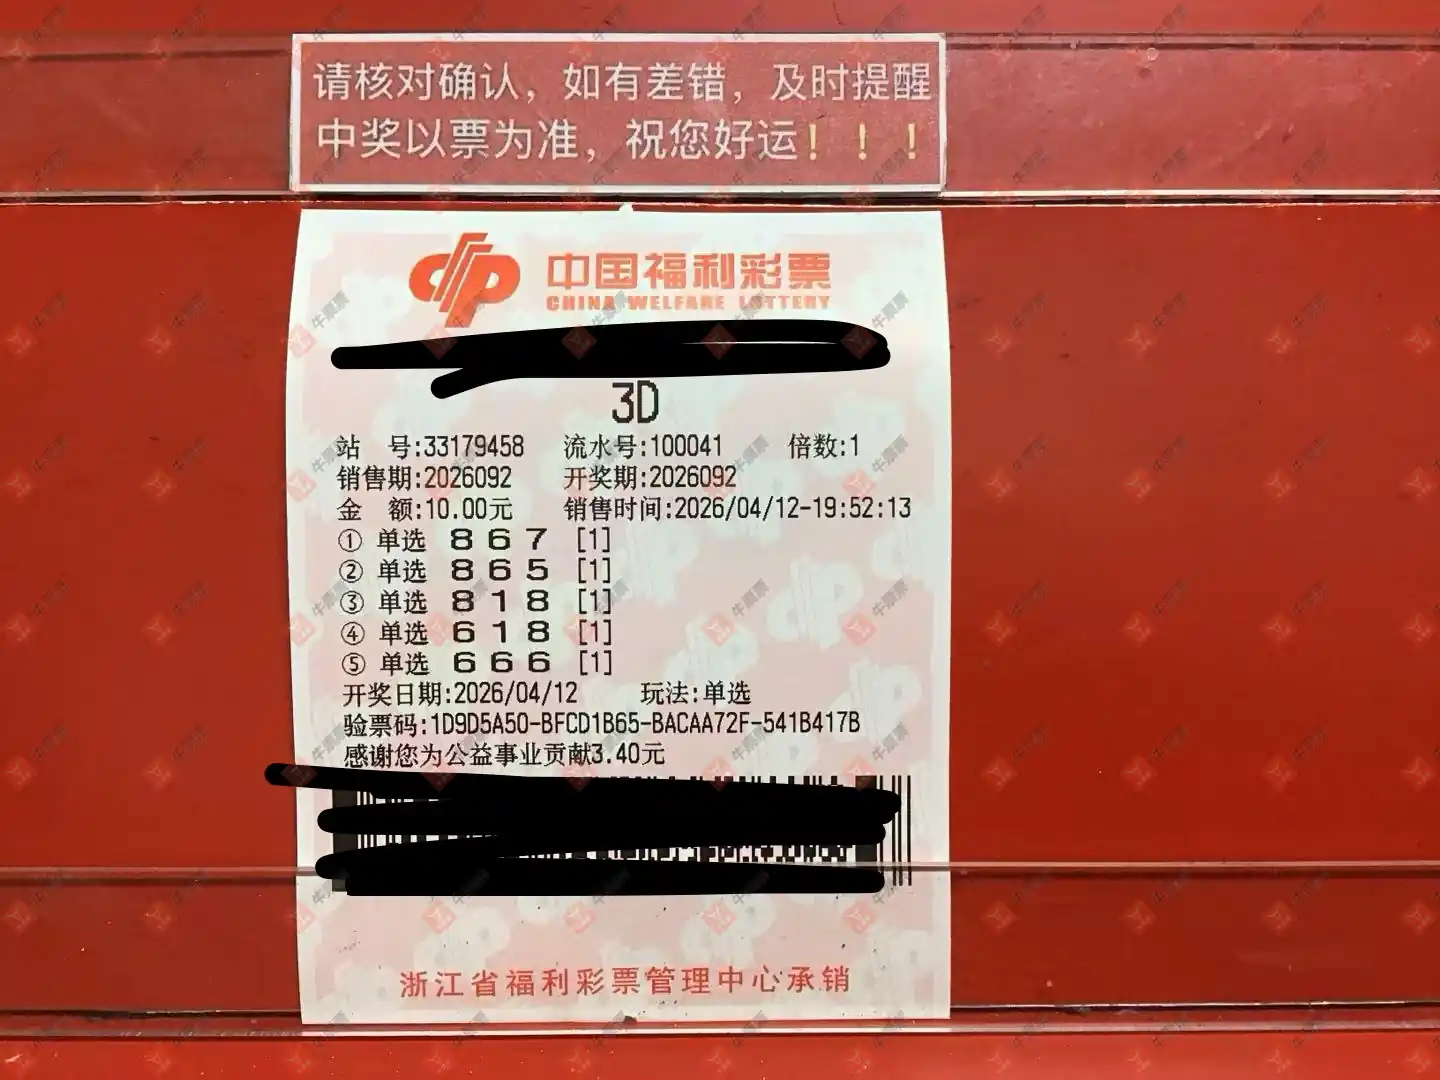 请核对确认，如有差错，及时提醒
中奖以票为准，祝您好运！！！
中国福利彩票
CHINA WELFARE LOTTERY
3D
站 号:33179458 流水号:100041 倍数:1
销售期:2026092 开奖期:2026092
金 额:10.00元 销售时间:2026/04/12-19:52:13
① 单选 8 6 7 [1]
② 单选 8 6 5 [1]
③ 单选 8 1 8 [1]
④ 单选 6 1 8 [1]
⑤ 单选 6 6 6 [1]
开奖日期:2026/04/12 玩法:单选
验票码:1D9D5A50-BFCD1B65-BACAA72F-541B417B
感谢您为公益事业贡献3.40元
浙江省福利彩票管理中心承销
牛票票